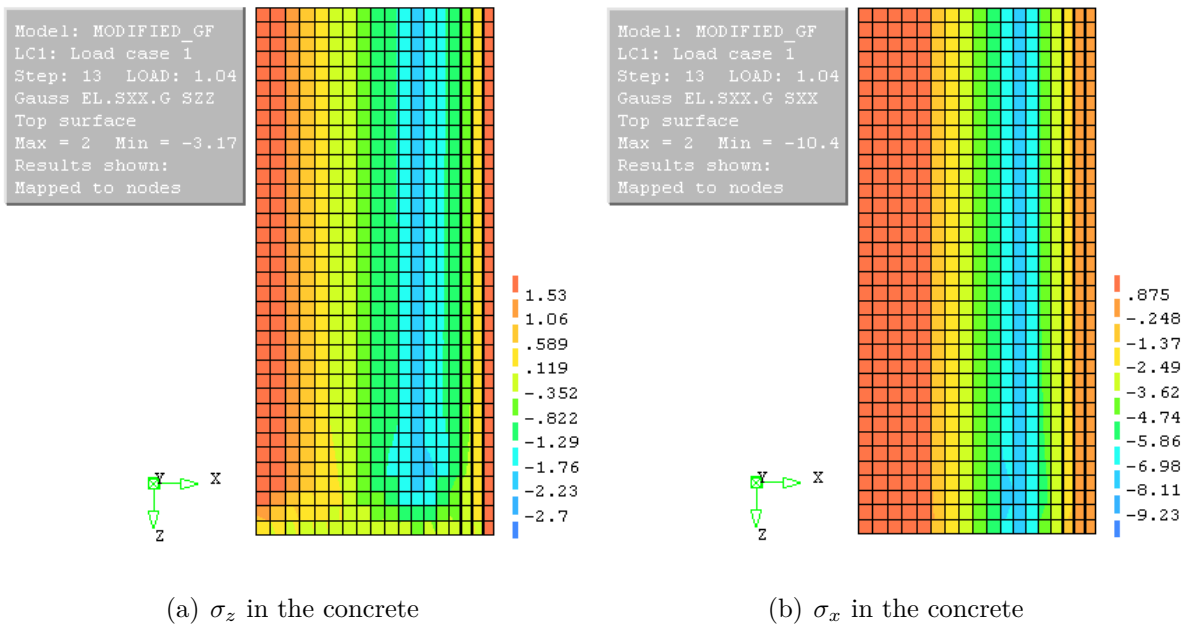 Model: MODIFIED_GF
LC1: Load case 1
Step: 13 LOAD: 1.04
Gauss EL.SXX.G SZZ
Top surface
Max = 2 Min = -3.17
Results shown:
Mapped to nodes
1.53
1.06
.589
.119
-.352
-.822
-1.29
-1.76
-2.23
-2.7
Y X
Z
(a) σz in the concrete
Model: MODIFIED_GF
LC1: Load case 1
Step: 13 LOAD: 1.04
Gauss EL.SXX.G SXX
Top surface
Max = 2 Min = -10.4
Results shown:
Mapped to nodes
.875
-.248
-1.37
-2.49
-3.62
-4.74
-5.86
-6.98
-8.11
-9.23
Y X
Z
(b) σx in the concrete